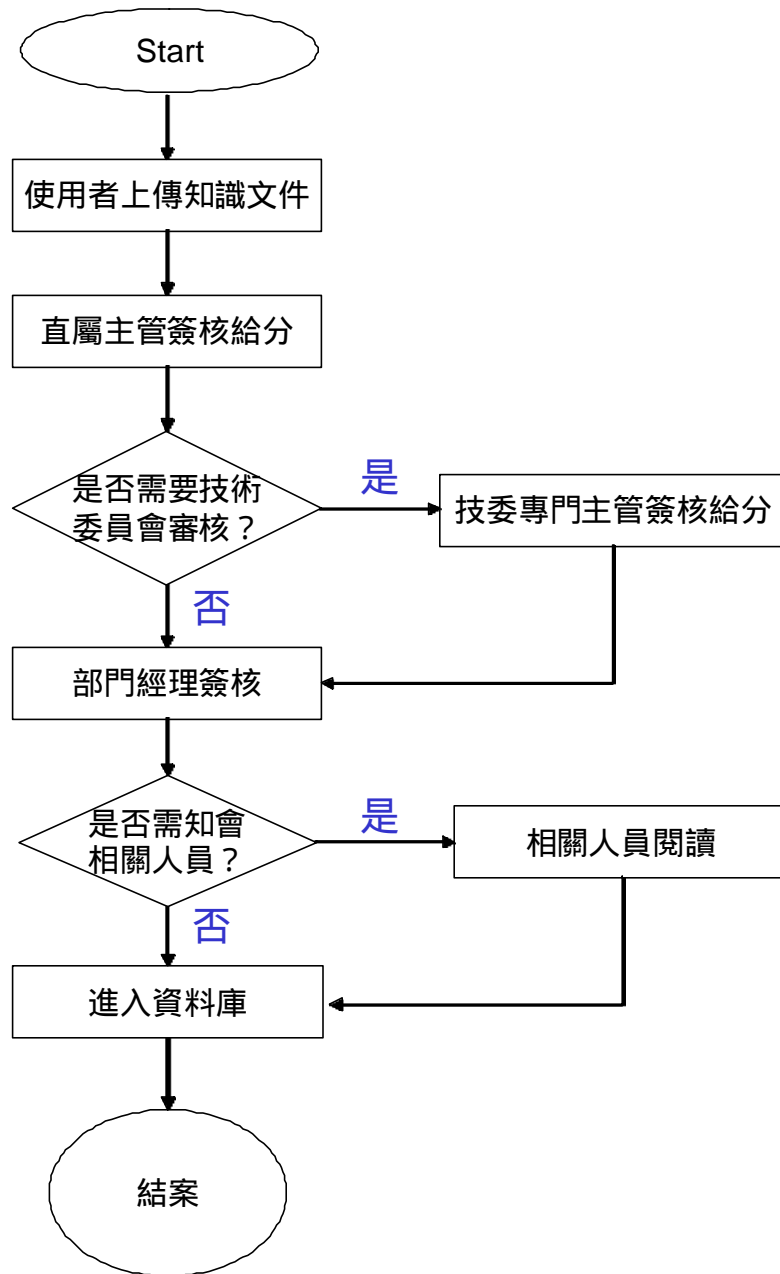 Start
使用者上傳知識文件
直屬主管簽核給分
是否需要技術
委員會審核？
是
技委專門主管簽核給分
否
部門經理簽核
是否需知會
相關人員？
是
相關人員閱讀
否
進入資料庫
結案